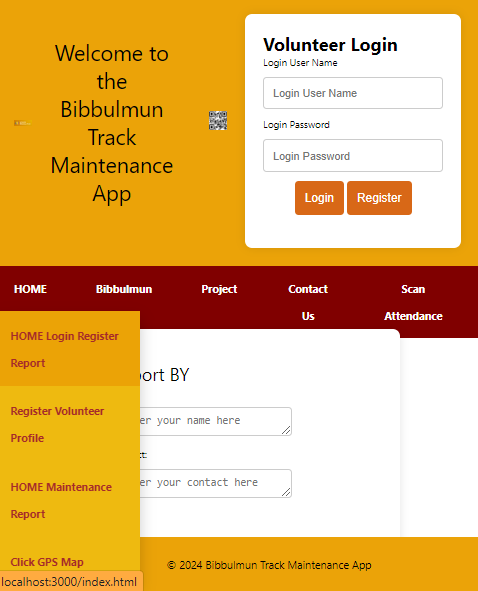 Welcome to
the
Bibbulmun
Track
Maintenance
App
Volunteer Login
Login User Name
Login User Name
Login Password
Login Password
Login Register
HOME Bibbulmun Project Contact Us Scan Attendance
HOME Login Register
Report
Register Volunteer
Profile
HOME Maintenance
Report
Click GPS Map
ort BY
er your name here
ct:
er your contact here
© 2024 Bibbulmun Track Maintenance App
localhost:3000/index.html